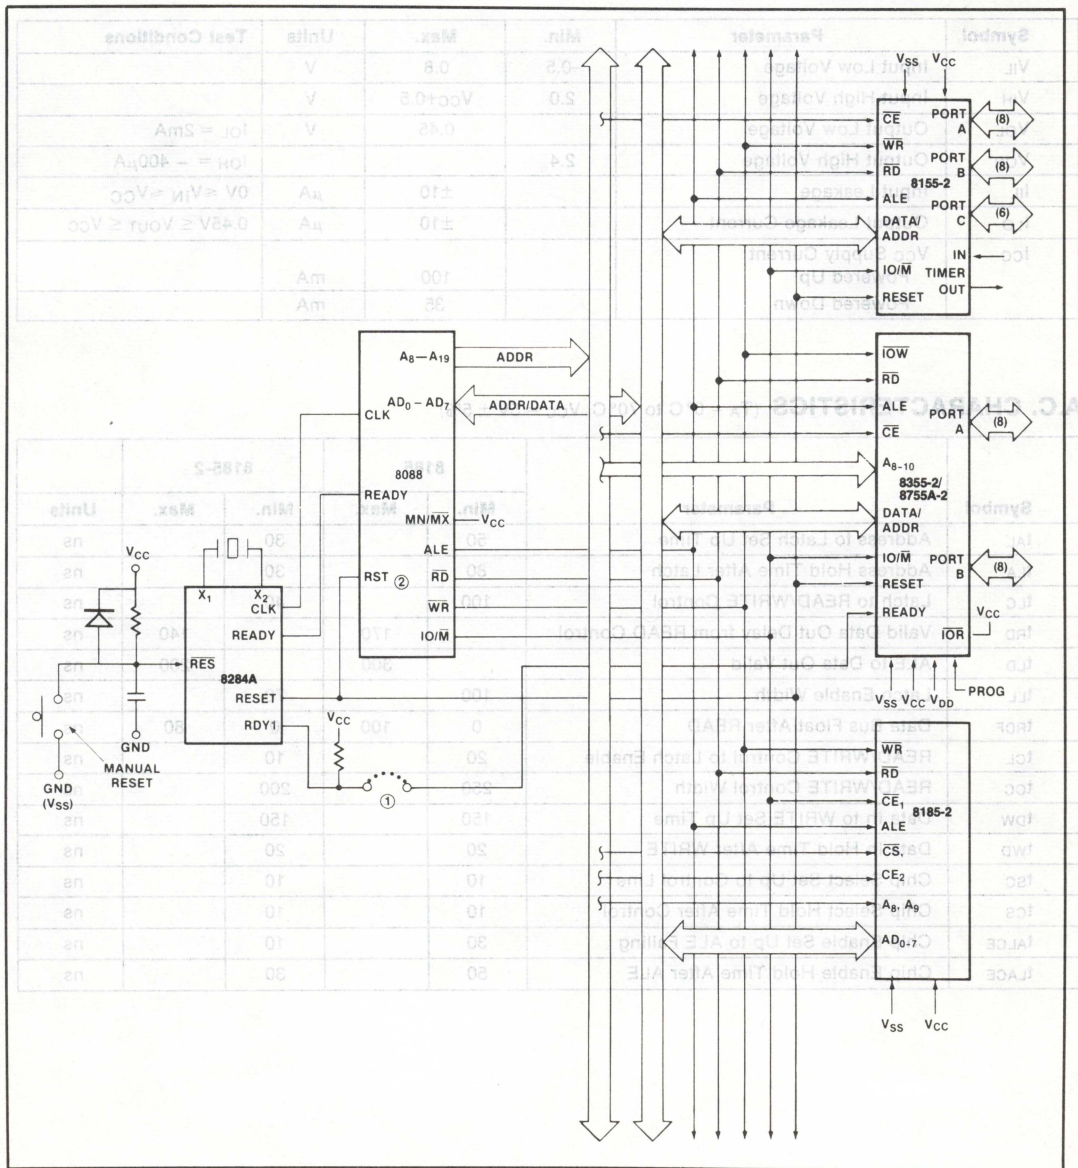 VSS VCC
CE
WR
RD
ALE
DATA/
ADDR
IO/M
RESET
PORT
A
PORT
B
8155-2
PORT
C
IN
TIMER
OUT
(8)
(8)
(6)
A8—A19
ADDR
AD0 – AD7
ADDR/DATA
CLK
8088
READY
MN/MX
VCC
ALE
RST
②
RD
WR
IO/M
IOW
RD
ALE
CE
A8-10
8355-2/
8755A-2
DATA/
ADDR
IO/M
RESET
READY
IOR
PORT
A
(8)
PORT
B
(8)
VCC
VSS VCC VDD
PROG
VCC
X1 X2
CLK
READY
RES
8284A
RESET
RDY1
GND
MANUAL
RESET
GND
(VSS)
VCC
①
WR
RD
CE1
8185-2
ALE
CS,
CE2
A8, A9
AD0-7
VSS VCC
Symbol Parameter Min. Max. Units Test Conditions
VIL Input Low Voltage -0.5 0.8 V
Input High Voltage 2.0 VCC+0.5 V
Output Low Voltage 0.45 V IOL = 2mA
Output High Voltage 2.4 IOH = - 400μA
Input Leakage ±10 μA 0V ≤ VIN ≤ VCC
Leakage Current ±10 μA 0.45V ≤ VOUT ≤ VCC
ICC VCC Supply Current
Powered Up 100 mA
Powered Down 35 mA
A.C. CHARACTERISTICS
8185-2
Symbol Parameter Min. Max. Min. Max. Units
tAL Address to Latch Set Up Time 50 30 ns
Address Hold Time After Latch 80 30 ns
tLC Latch to READ/WRITE Control 100 ns
tRD Valid Data Out Delay from READ Control 170 140 ns
tLD ALE to Data Out Valid 300 ns
tLL Latch Enable Width 100 ns
tRDF Data Bus Float After READ 0 100 80
tCL READ/WRITE Control to Latch Enable 20 10 ns
tCC READ/WRITE Control Width 250 200 ns
tDW Data In to WRITE Set Up Time 150 150 ns
tWD Data In Hold Time After WRITE 20 20 ns
tSC Chip Select Set Up to Control Line 10 10 ns
tCS Chip Select Hold Time After Control 10 10 ns
tALCE Chip Enable Set Up to ALE Falling 30 10 ns
tLACE Chip Enable Hold Time After ALE 50 30 ns